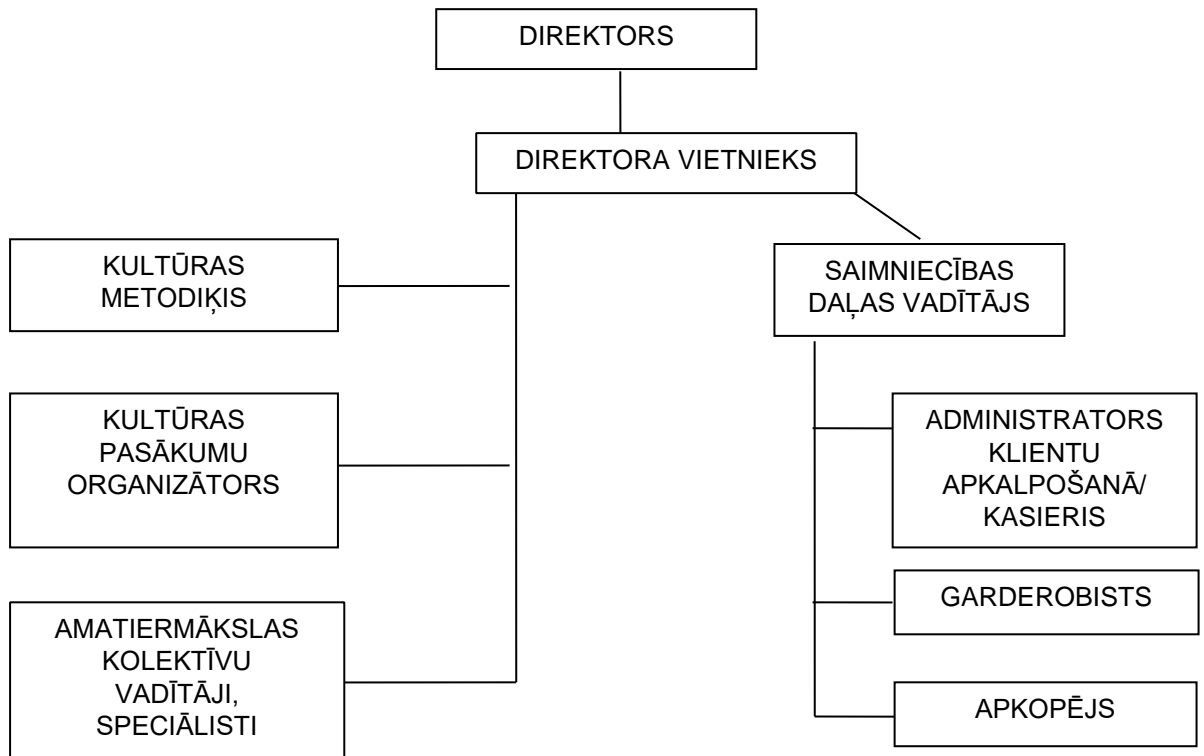 DIREKTORS
DIREKTORA VIETNIEKS
KULTŪRAS
METODIĶIS
SAIMNIECĪBAS
DAĻAS VADĪTĀJS
KULTŪRAS
PASĀKUMU
ORGANIZĀTORS
ADMINISTRATORS
KLIENTU
APKALPOŠANĀ/
KASIERIS
GARDEROBISTS
AMATIERMĀKSLAS
KOLEKTĪVU
VADĪTĀJI,
SPECIĀLISTI
APKOPĒJS